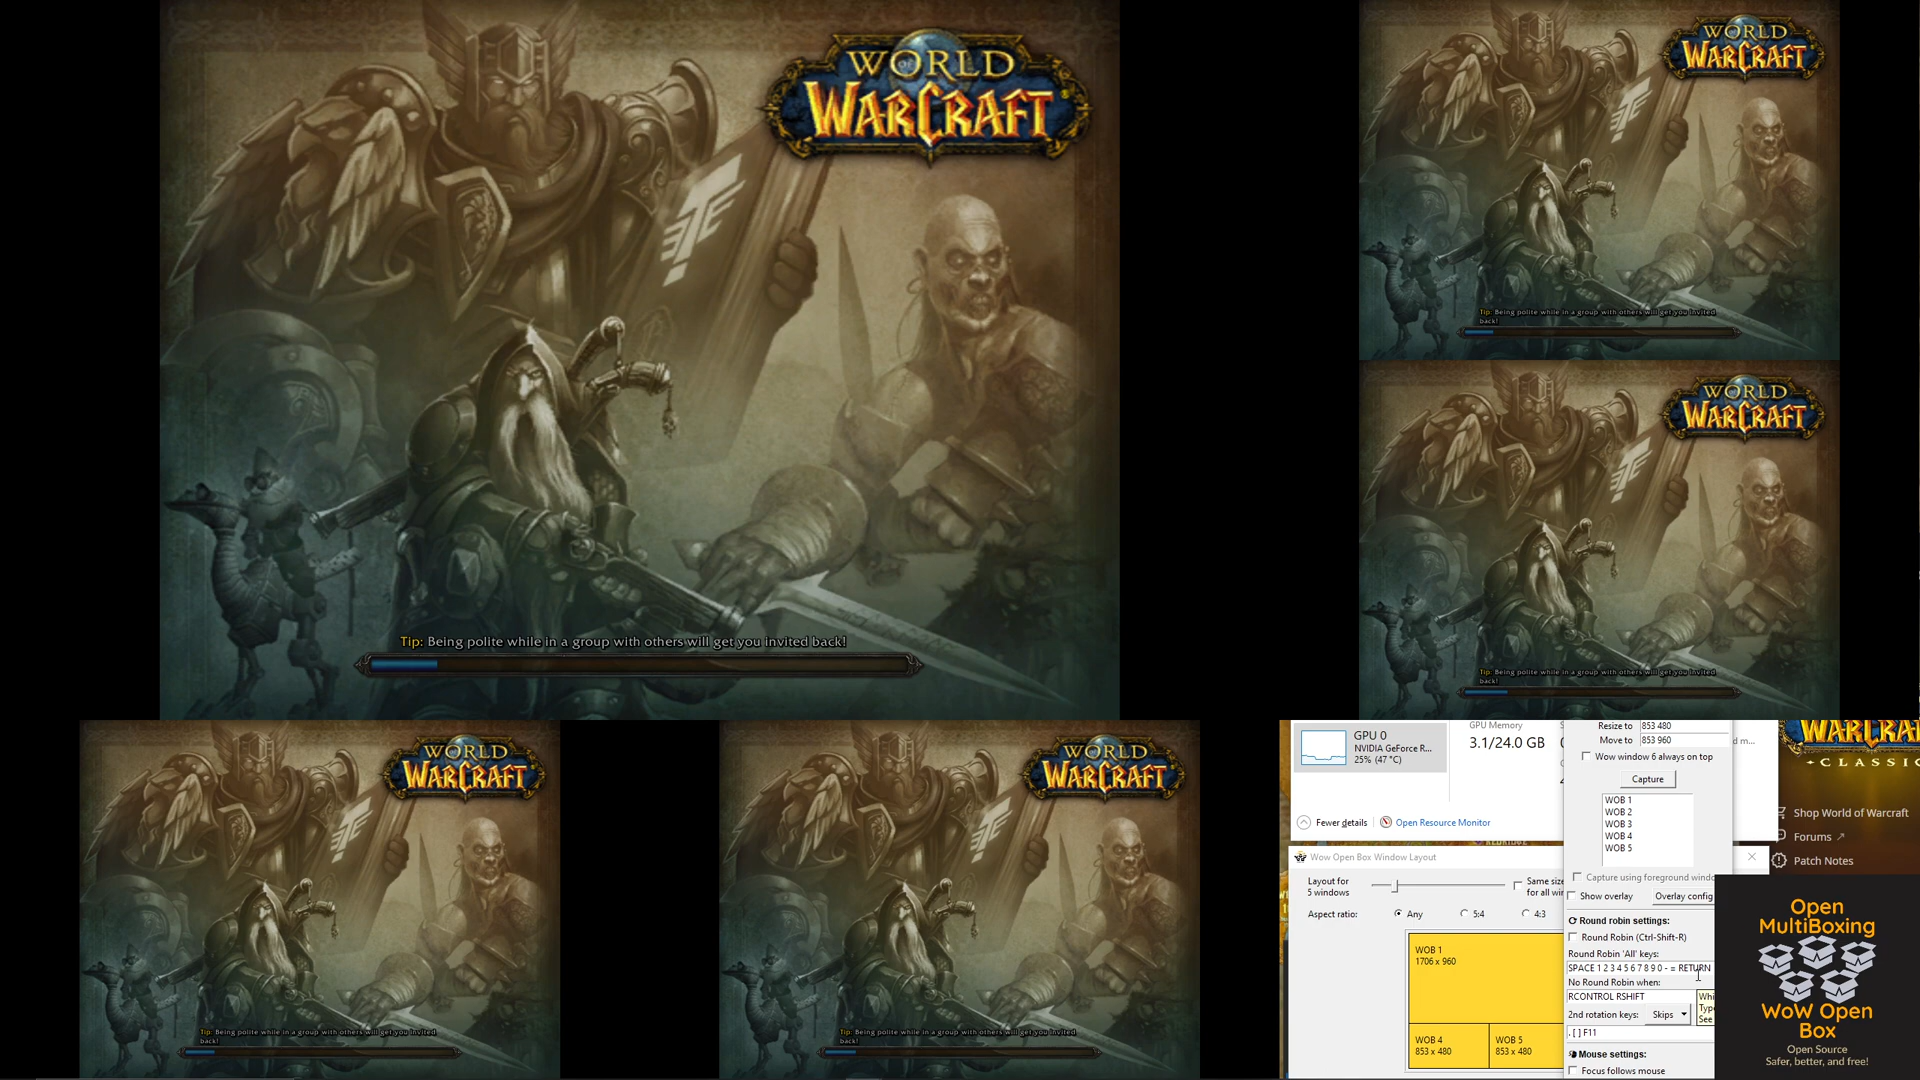 WORLD
OF
WARCRAFT
Tip: Being polite while in a group with others will get you invited back!
WORLD
WARCRAFT
Tip: Being polite while in a group with others will get you invited
back!
WORLD
WARCRAFT
Tip: Being polite while in a group with others will get you invited
back!
WORLD
WARCRAFT
Tip: Being polite while in a group with others will get you invited
back!
WORLD
WARCRAFT
Tip: Being polite while in a group with others will get you invited
back!
GPU 0
NVIDIA GeForce R...
25% (47 °C)
GPU Memory
3.1/24.0 GB
Fewer details
Open Resource Monitor
Resize to 853 480
Move to 853 960
Wow window 6 always on top
Capture
WOB 1
WOB 2
WOB 3
WOB 4
WOB 5
Capture using foreground windo
Show overlay
Overlay config
Round robin settings:
Round Robin (Ctrl-Shift-R)
Round Robin 'All' keys:
SPACE 1 2 3 4 5 6 7 8 9 0 - = RETURN
No Round Robin when:
RCONTROL RSHIFT
2nd rotation keys: Skips
. [ ] F11
Mouse settings:
Focus follows mouse
Whi
Type
See
Wow Open Box Window Layout
Layout for
5 windows
Same size
for all win
Aspect ratio:
Any
5:4
4:3
WOB 1
1706 x 960
WOB 4
853 x 480
WOB 5
853 x 480
d m...
WARCRA
CLASSIC
Shop World of Warcraft
Forums
Patch Notes
Open
MultiBoxing
WoW Open
Box
Open Source
Safer, better, and free!